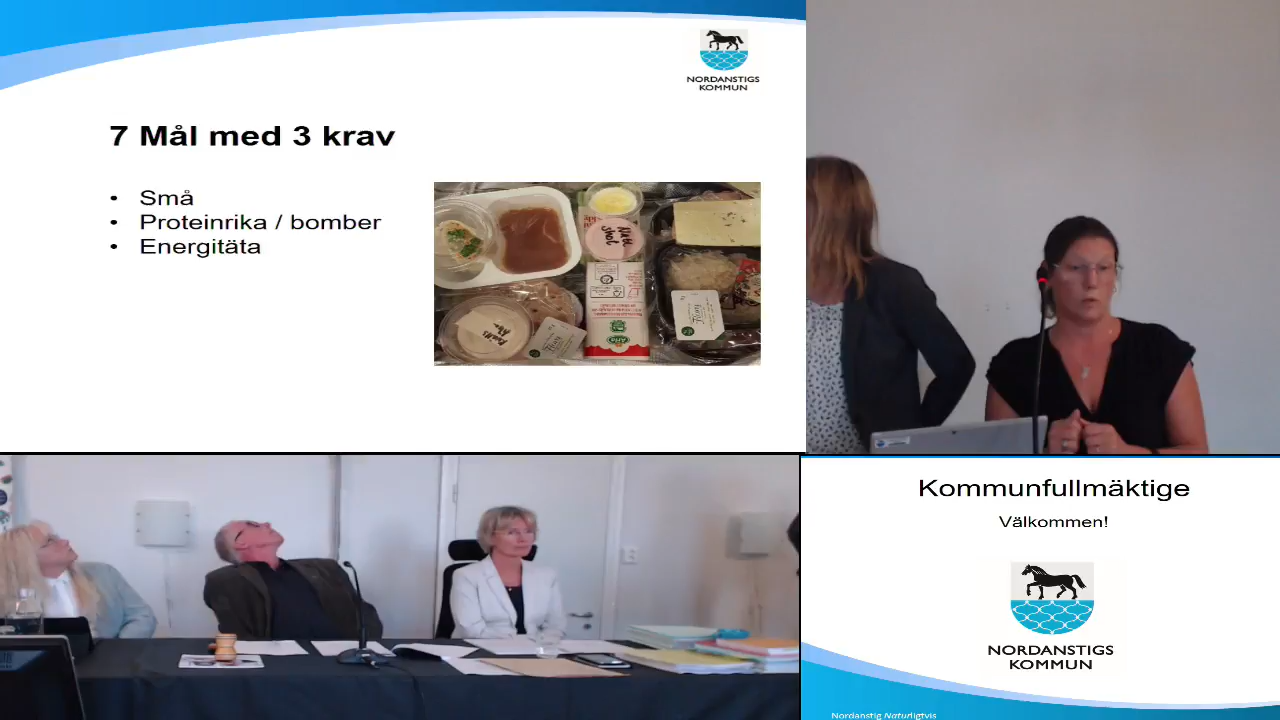 NORDANSTIGS
KOMMUN
7 Mål med 3 krav
• Små
• Proteinrika / bomber
• Energitäta
Kommunfullmäktige
Välkommen!
NORDANSTIGS
KOMMUN
Nordanstig Naturligtvis